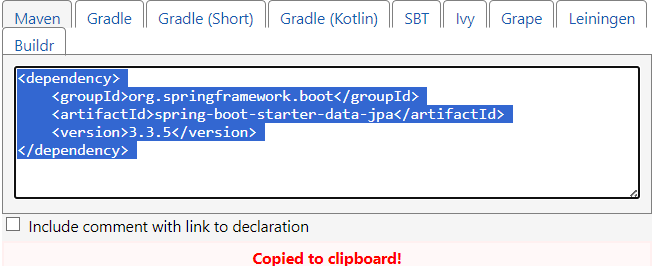 Maven Gradle Gradle (Short) Gradle (Kotlin) SBT Ivy Grape Leiningen
Buildr
<dependency>
    <groupId>org.springframework.boot</groupId>
    <artifactId>spring-boot-starter-data-jpa</artifactId>
    <version>3.3.5</version>
</dependency>
Include comment with link to declaration
Copied to clipboard!